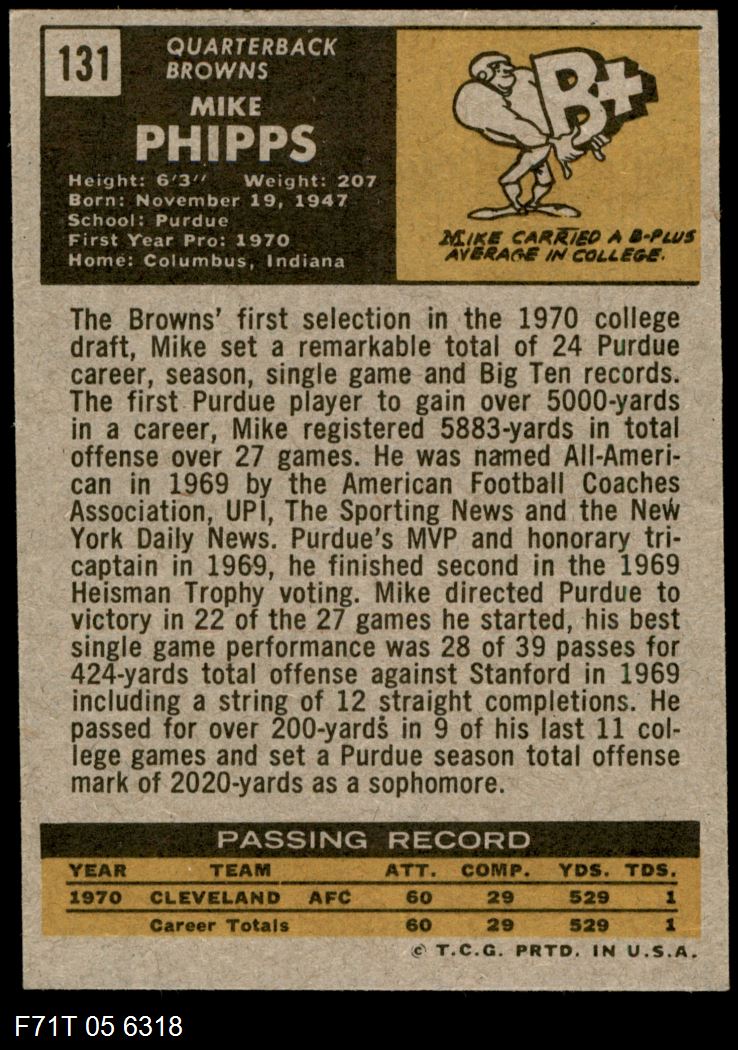 131
QUARTERBACK
BROWNS
MIKE
PHIPPS
Height: 6'3" Weight: 207
Born: November 19, 1947
School: Purdue
First Year Pro: 1970
Home: Columbus, Indiana
B+
MIKE CARRIED A B-PLUS
AVERAGE IN COLLEGE.
The Browns' first selection in the 1970 college
draft, Mike set a remarkable total of 24 Purdue
career, season, single game and Big Ten records.
The first Purdue player to gain over 5000-yards
in a career, Mike registered 5883-yards in total
offense over 27 games. He was named All-Ameri-
can in 1969 by the American Football Coaches
Association, UPI, The Sporting News and the New
York Daily News. Purdue's MVP and honorary tri-
captain in 1969, he finished second in the 1969
Heisman Trophy voting. Mike directed Purdue to
victory in 22 of the 27 games he started, his best
single game performance was 28 of 39 passes for
424-yards total offense against Stanford in 1969
including a string of 12 straight completions. He
passed for over 200-yards in 9 of his last 11 col-
lege games and set a Purdue season total offense
mark of 2020-yards as a sophomore.
PASSING RECORD
YEAR TEAM ATT. COMP. YDS. TDS.
1970 CLEVELAND AFC 60 29 529 1
Career Totals 60 29 529 1
© T.C.G. PRTD. IN U.S.A.
F71T 05 6318